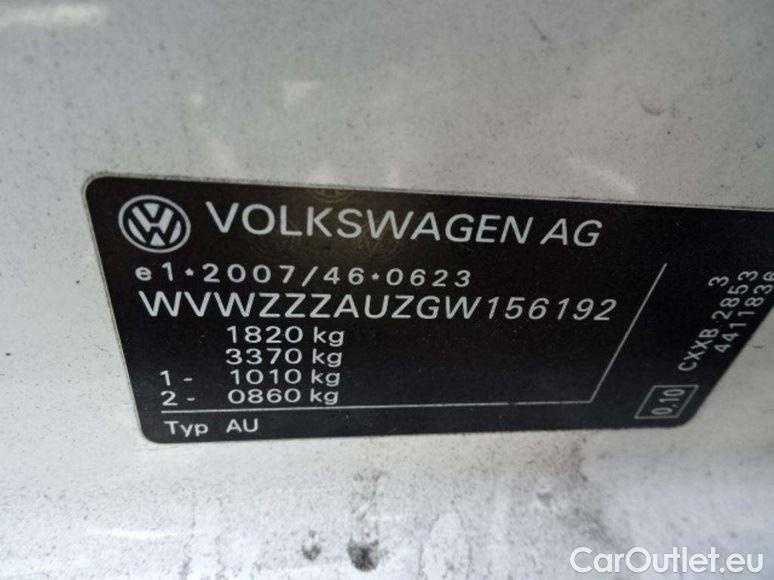 VOLKSWAGEN AG
e1*2007/46*0623
WVWZZZAUZGW156192
1820 kg
3370 kg
1 - 1010 kg
2 - 0860 kg
Typ AU
3
CXXB 2853
0,10
CarOutlet.eu